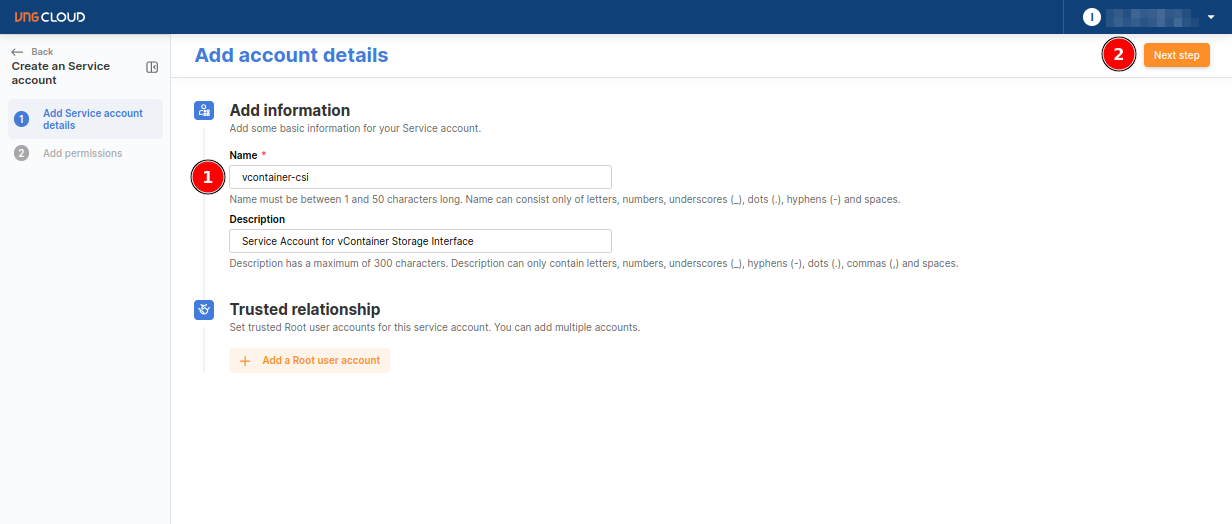 VNG CLOUD
I
Back
Create an Service
account
1
Add Service account
details
2
Add permissions
Add account details
2
Next step
Add information
Add some basic information for your Service account.
Name *
1
vcontainer-csi
Name must be between 1 and 50 characters long. Name can consist only of letters, numbers, underscores (_), dots (.), hyphens (-) and spaces.
Description
Service Account for vContainer Storage Interface
Description has a maximum of 300 characters. Description can only contain letters, numbers, underscores (_), hyphens (-), dots (.), commas (,) and spaces.
Trusted relationship
Set trusted Root user accounts for this service account. You can add multiple accounts.
+ Add a Root user account